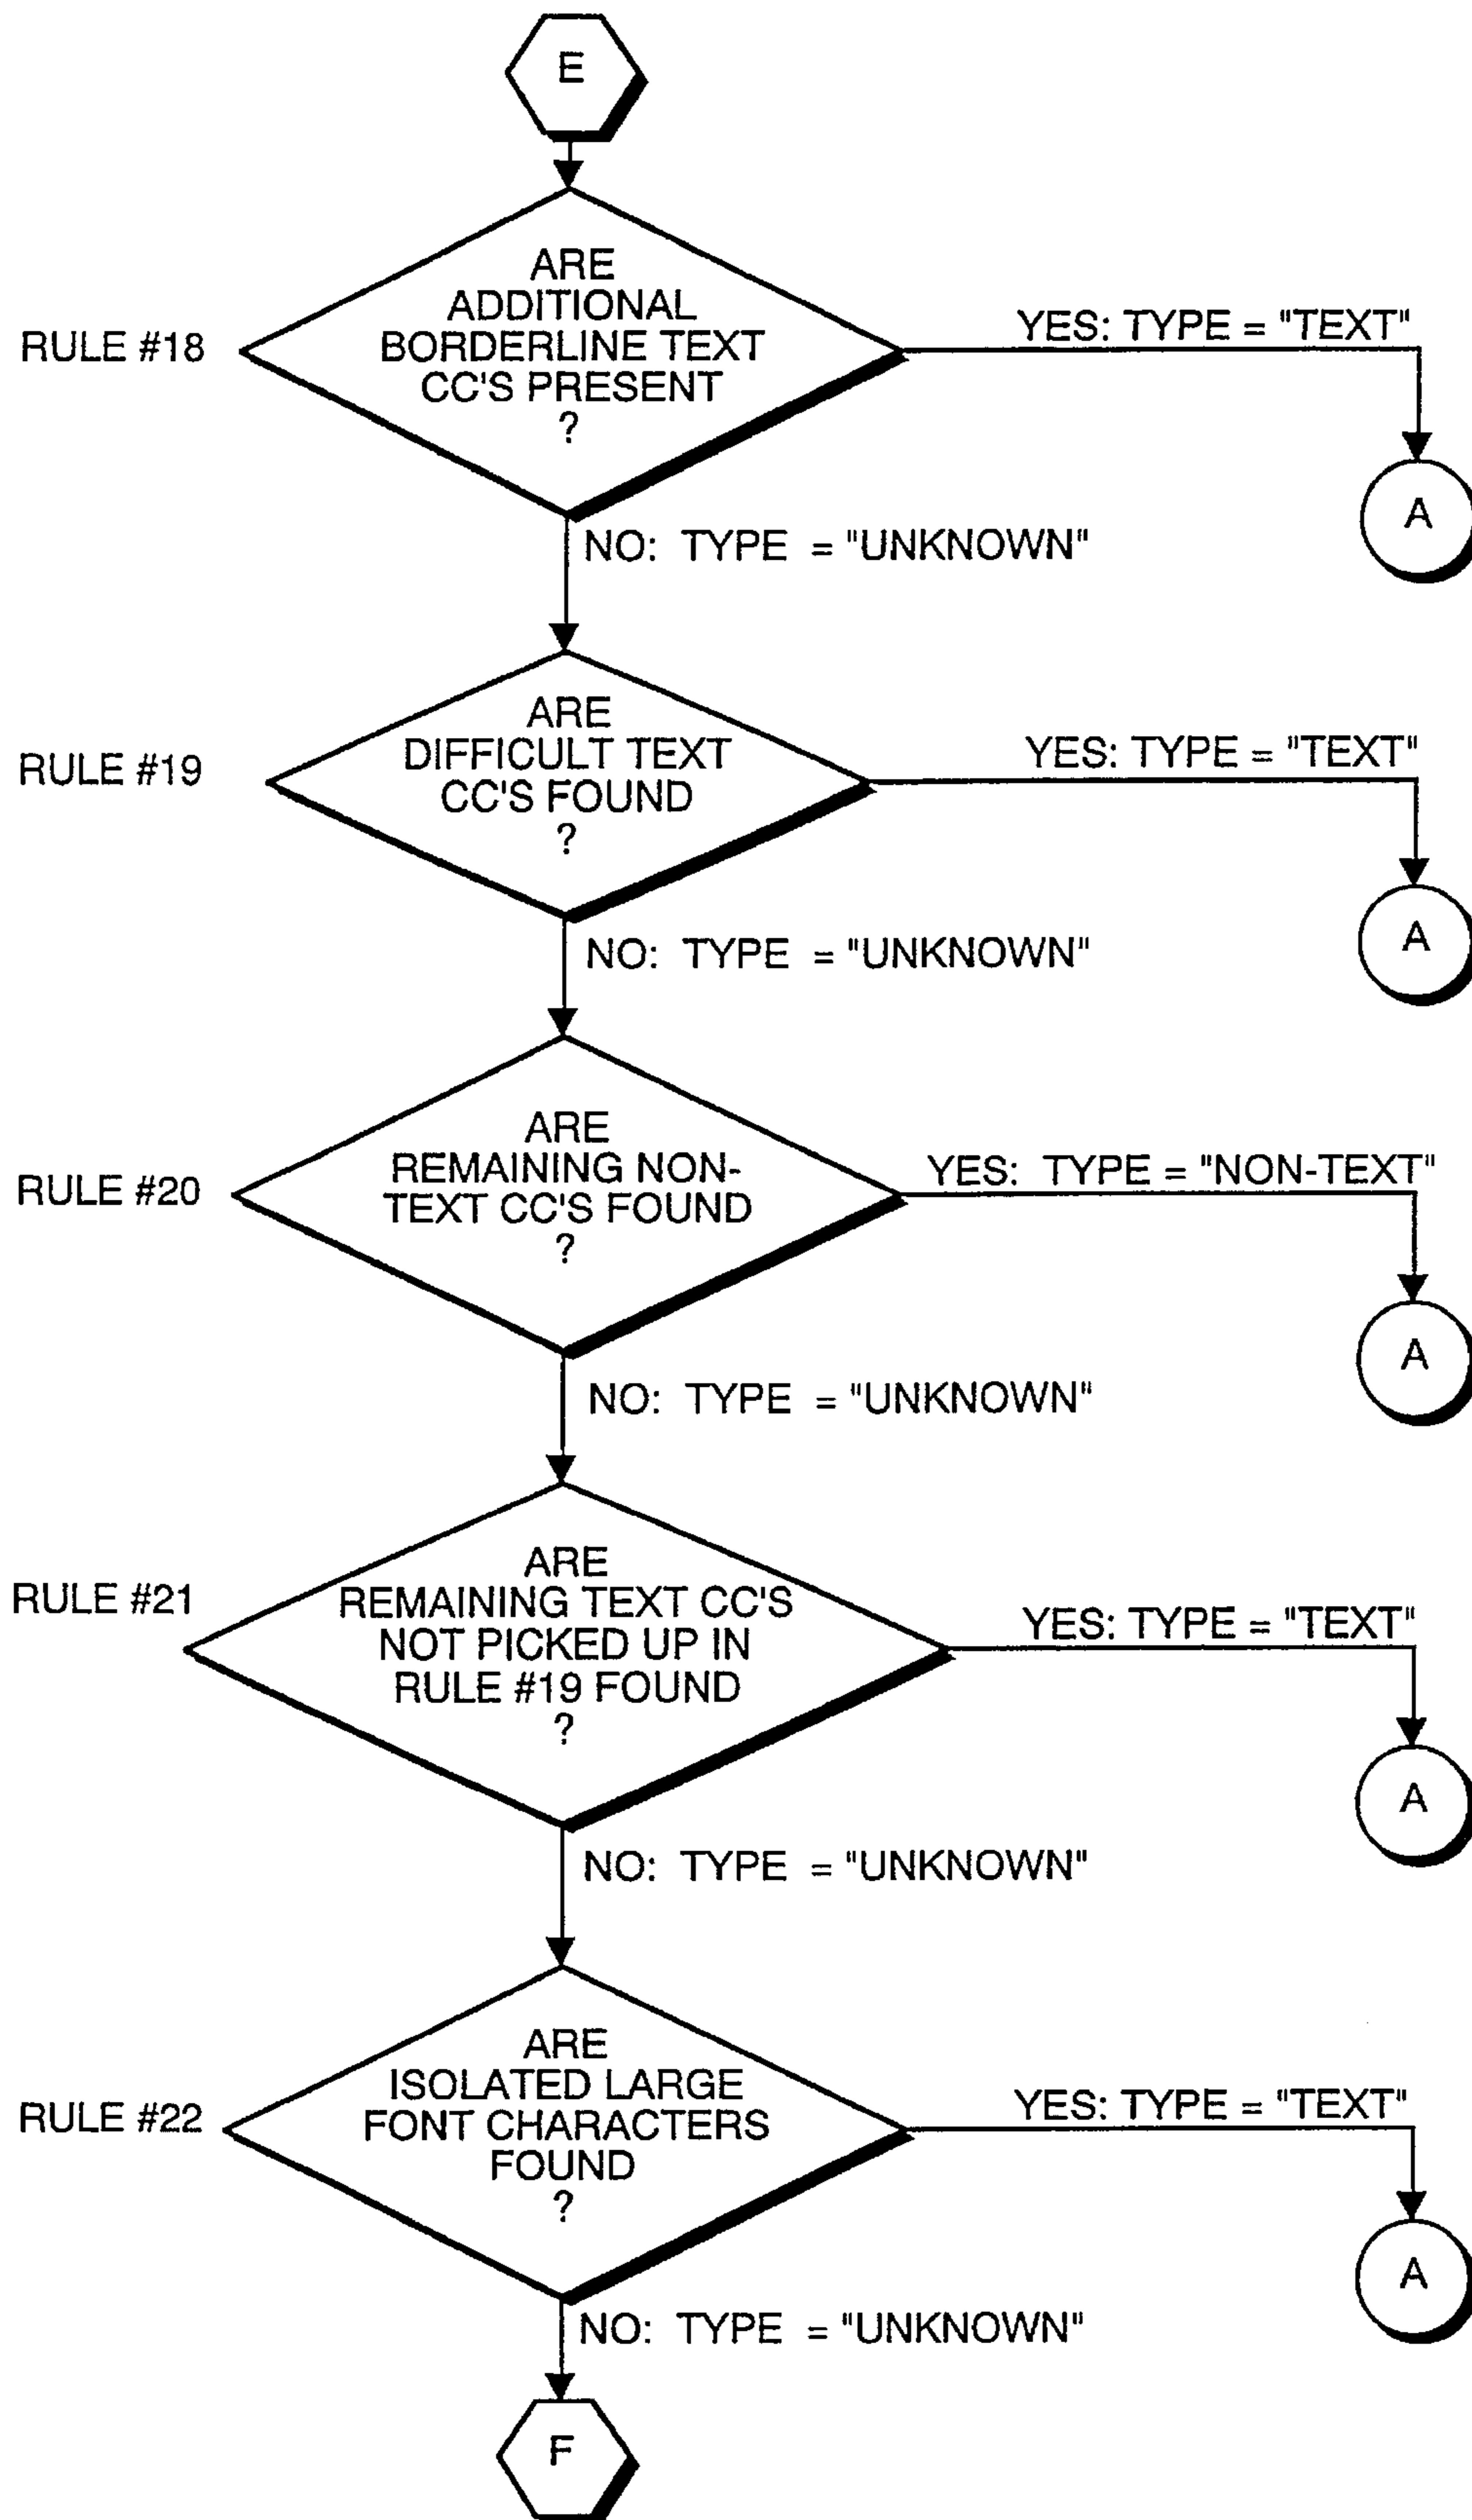 E
ARE
ADDITIONAL
BORDERLINE TEXT
CC'S PRESENT
?
RULE #18
YES: TYPE = "TEXT"
A
NO: TYPE = "UNKNOWN"
ARE
DIFFICULT TEXT
CC'S FOUND
?
RULE #19
YES: TYPE = "TEXT"
A
NO: TYPE = "UNKNOWN"
ARE
REMAINING NON-
TEXT CC'S FOUND
?
RULE #20
YES: TYPE = "NON-TEXT"
A
NO: TYPE = "UNKNOWN"
ARE
REMAINING TEXT CC'S
NOT PICKED UP IN
RULE #19 FOUND
?
RULE #21
YES: TYPE = "TEXT"
A
NO: TYPE = "UNKNOWN"
ARE
ISOLATED LARGE
FONT CHARACTERS
FOUND
?
RULE #22
YES: TYPE = "TEXT"
A
NO: TYPE = "UNKNOWN"
F